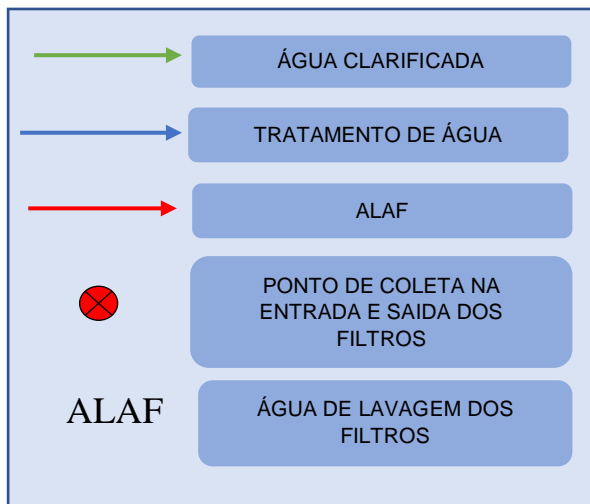 ÁGUA CLARIFICADA
TRATAMENTO DE ÁGUA
ALAF
PONTO DE COLETA NA
ENTRADA E SAIDA DOS
FILTROS
ALAF
ÁGUA DE LAVAGEM DOS
FILTROS